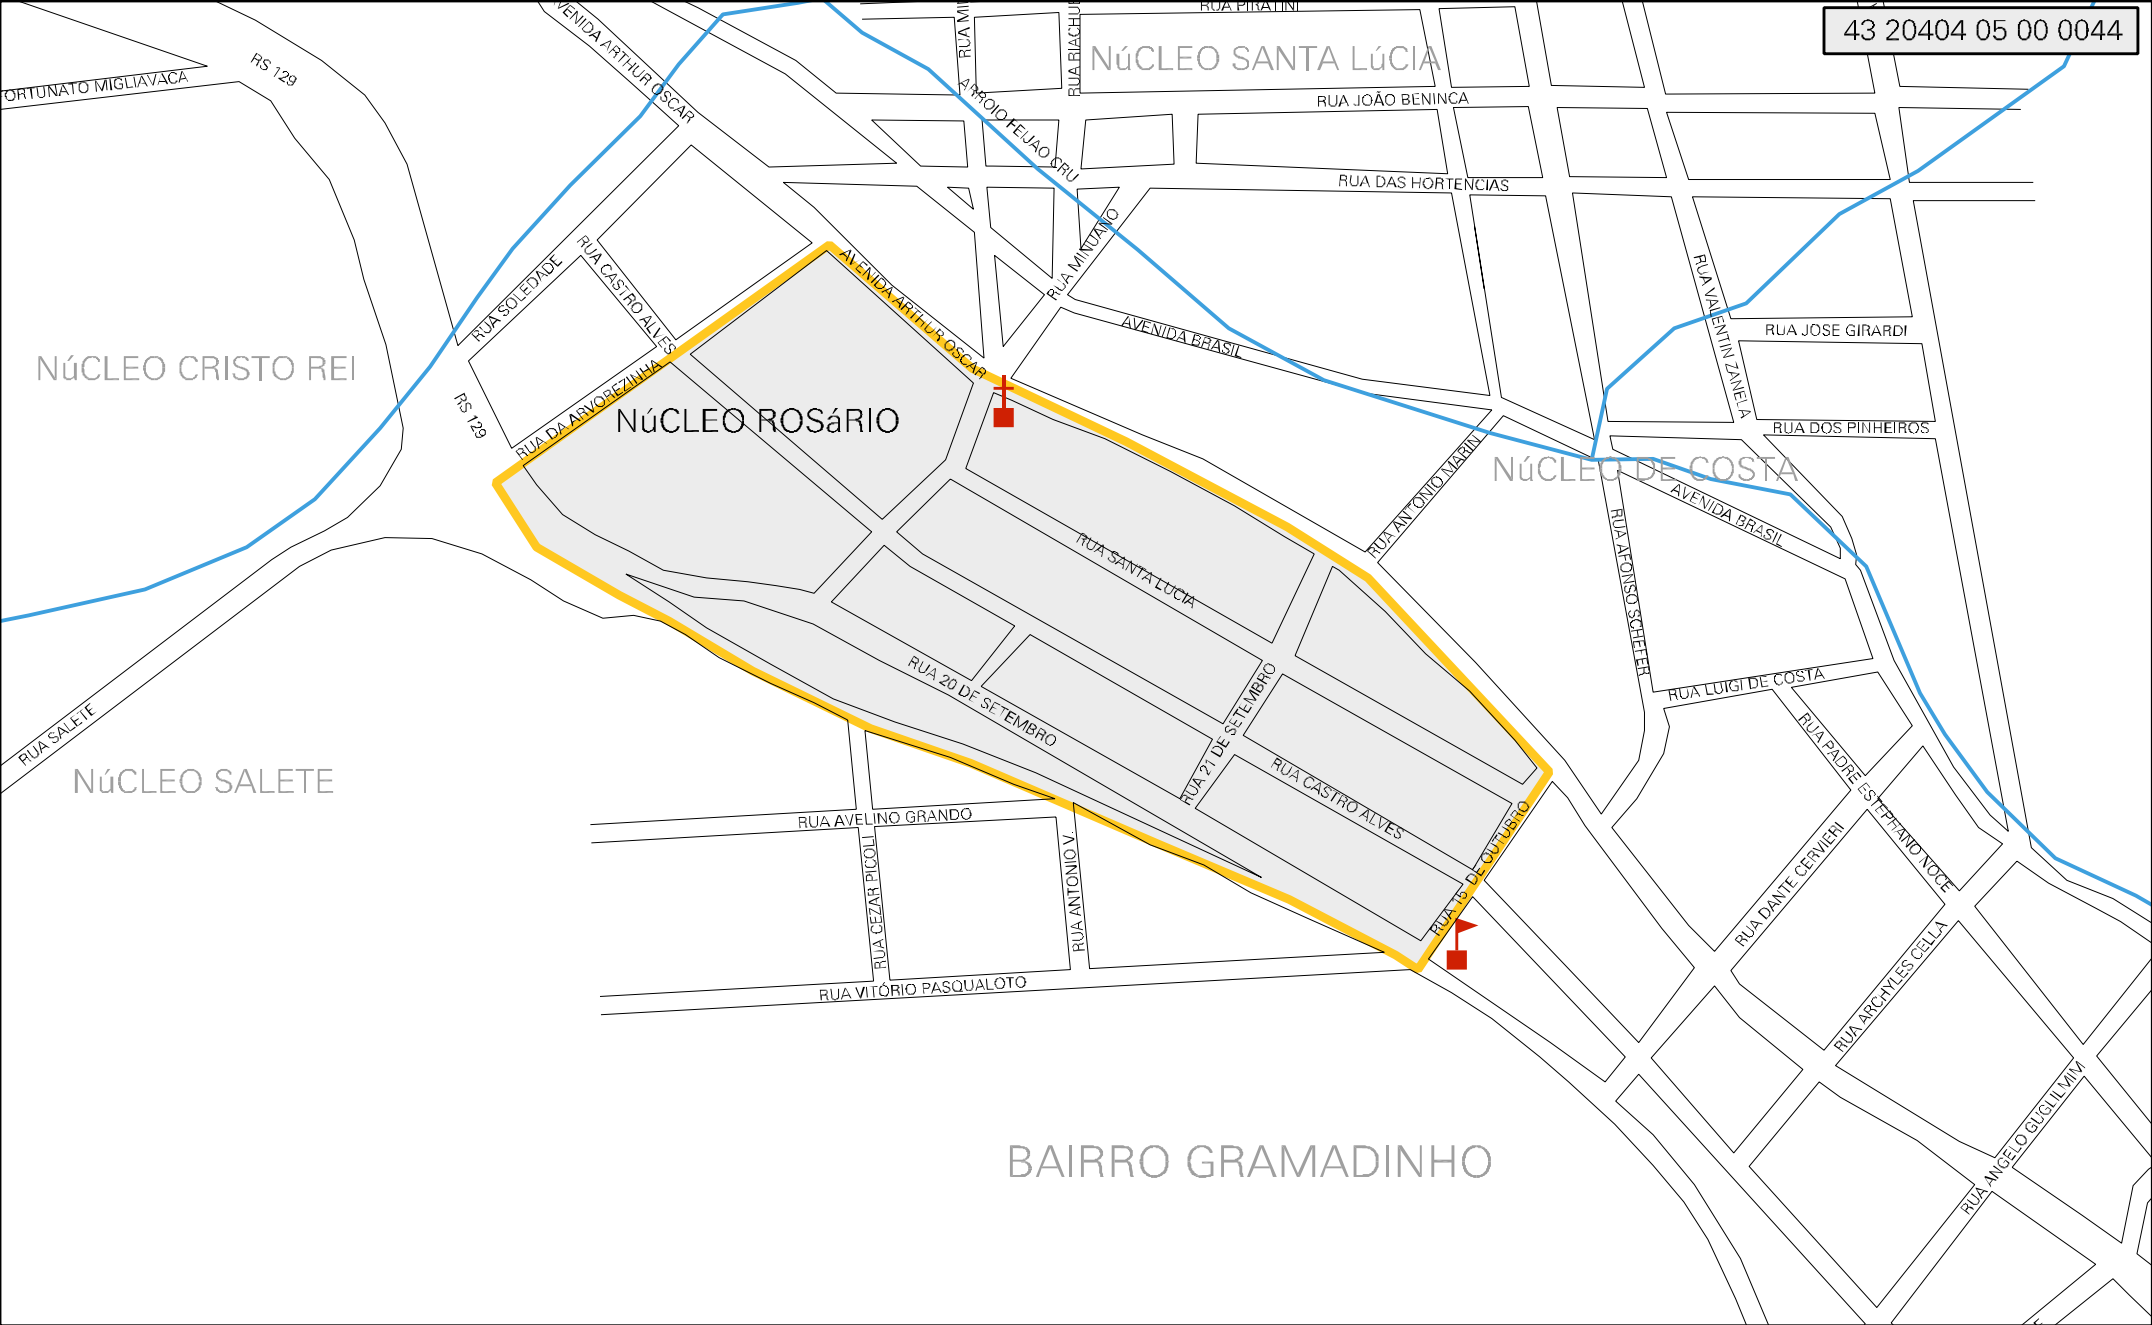 RUA PIRATINI
43 20404 05 00 0044
AVENIDA ARTHUR OSCAR
RUA RIACHUE
NúCLEO SANTA LúCIA
RS 129
ORTUNATO MIGLIAVACA
RUA JOÃO BENINCA
ARROIO FEIJAO CRU
RUA DAS HORTENCIAS
RUA SOLEDADE
RUA CASTRO ALVES
AVENIDA ARTHUR OSCAR
RUA MINUANO
AVENIDA BRASIL
RUA VALENTIN ZANELA
RUA JOSE GIRARDI
NúCLEO CRISTO REI
RS 129
RUA DA ARVOREZINHA
NúCLEO ROSáRIO
RUA DOS PINHEIROS
RUA ANTONIO MARIN
NúCLEO DE COSTA
AVENIDA BRASIL
RUA AFONSO SCHEFER
RUA SANTA LUCIA
RUA 20 DE SETEMBRO
RUA 21 DE SETEMBRO
RUA LUIGI DE COSTA
RUA SALETE
NúCLEO SALETE
RUA CASTRO ALVES
RUA PADRE ESTEPHANO NOCE
RUA AVELINO GRANDO
RUA 15 DE OUTUBRO
RUA CEZAR PICOLI
RUA ANTONIO V.
RUA DANTE CERVIERI
RUA VITÓRIO PASQUALOTO
RUA ARCHYLES CELLA
BAIRRO GRAMADINHO
RUA ANGELO GUGLILMIM